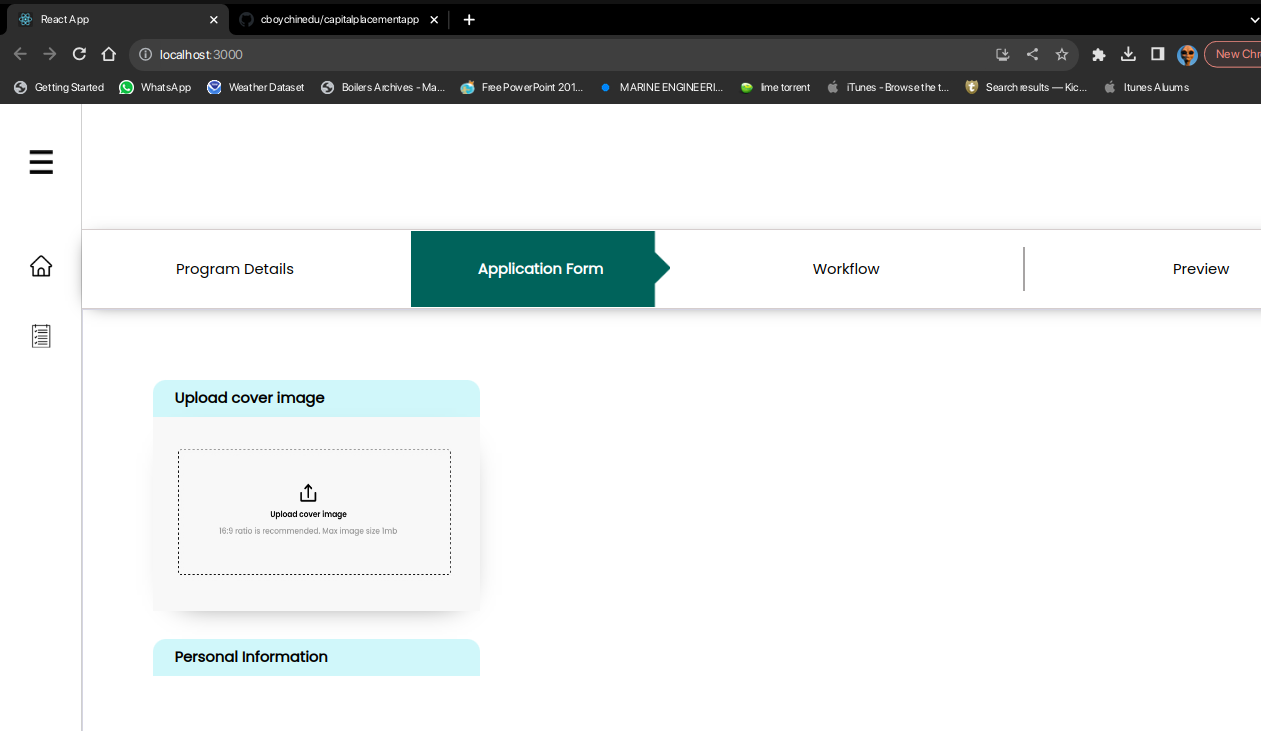 React App
cboychinedu/capitalplacementapp
localhost:3000
New Chr
Getting Started
WhatsApp
Weather Dataset
Boilers Archives - Ma...
Free PowerPoint 201...
MARINE ENGINEERI...
lime torrent
iTunes - Browse the t...
Search results — Kic...
Itunes Aluums
Program Details
Application Form
Workflow
Preview
Upload cover image
Upload cover image
16:9 ratio is recommended. Max image size 1mb
Personal Information